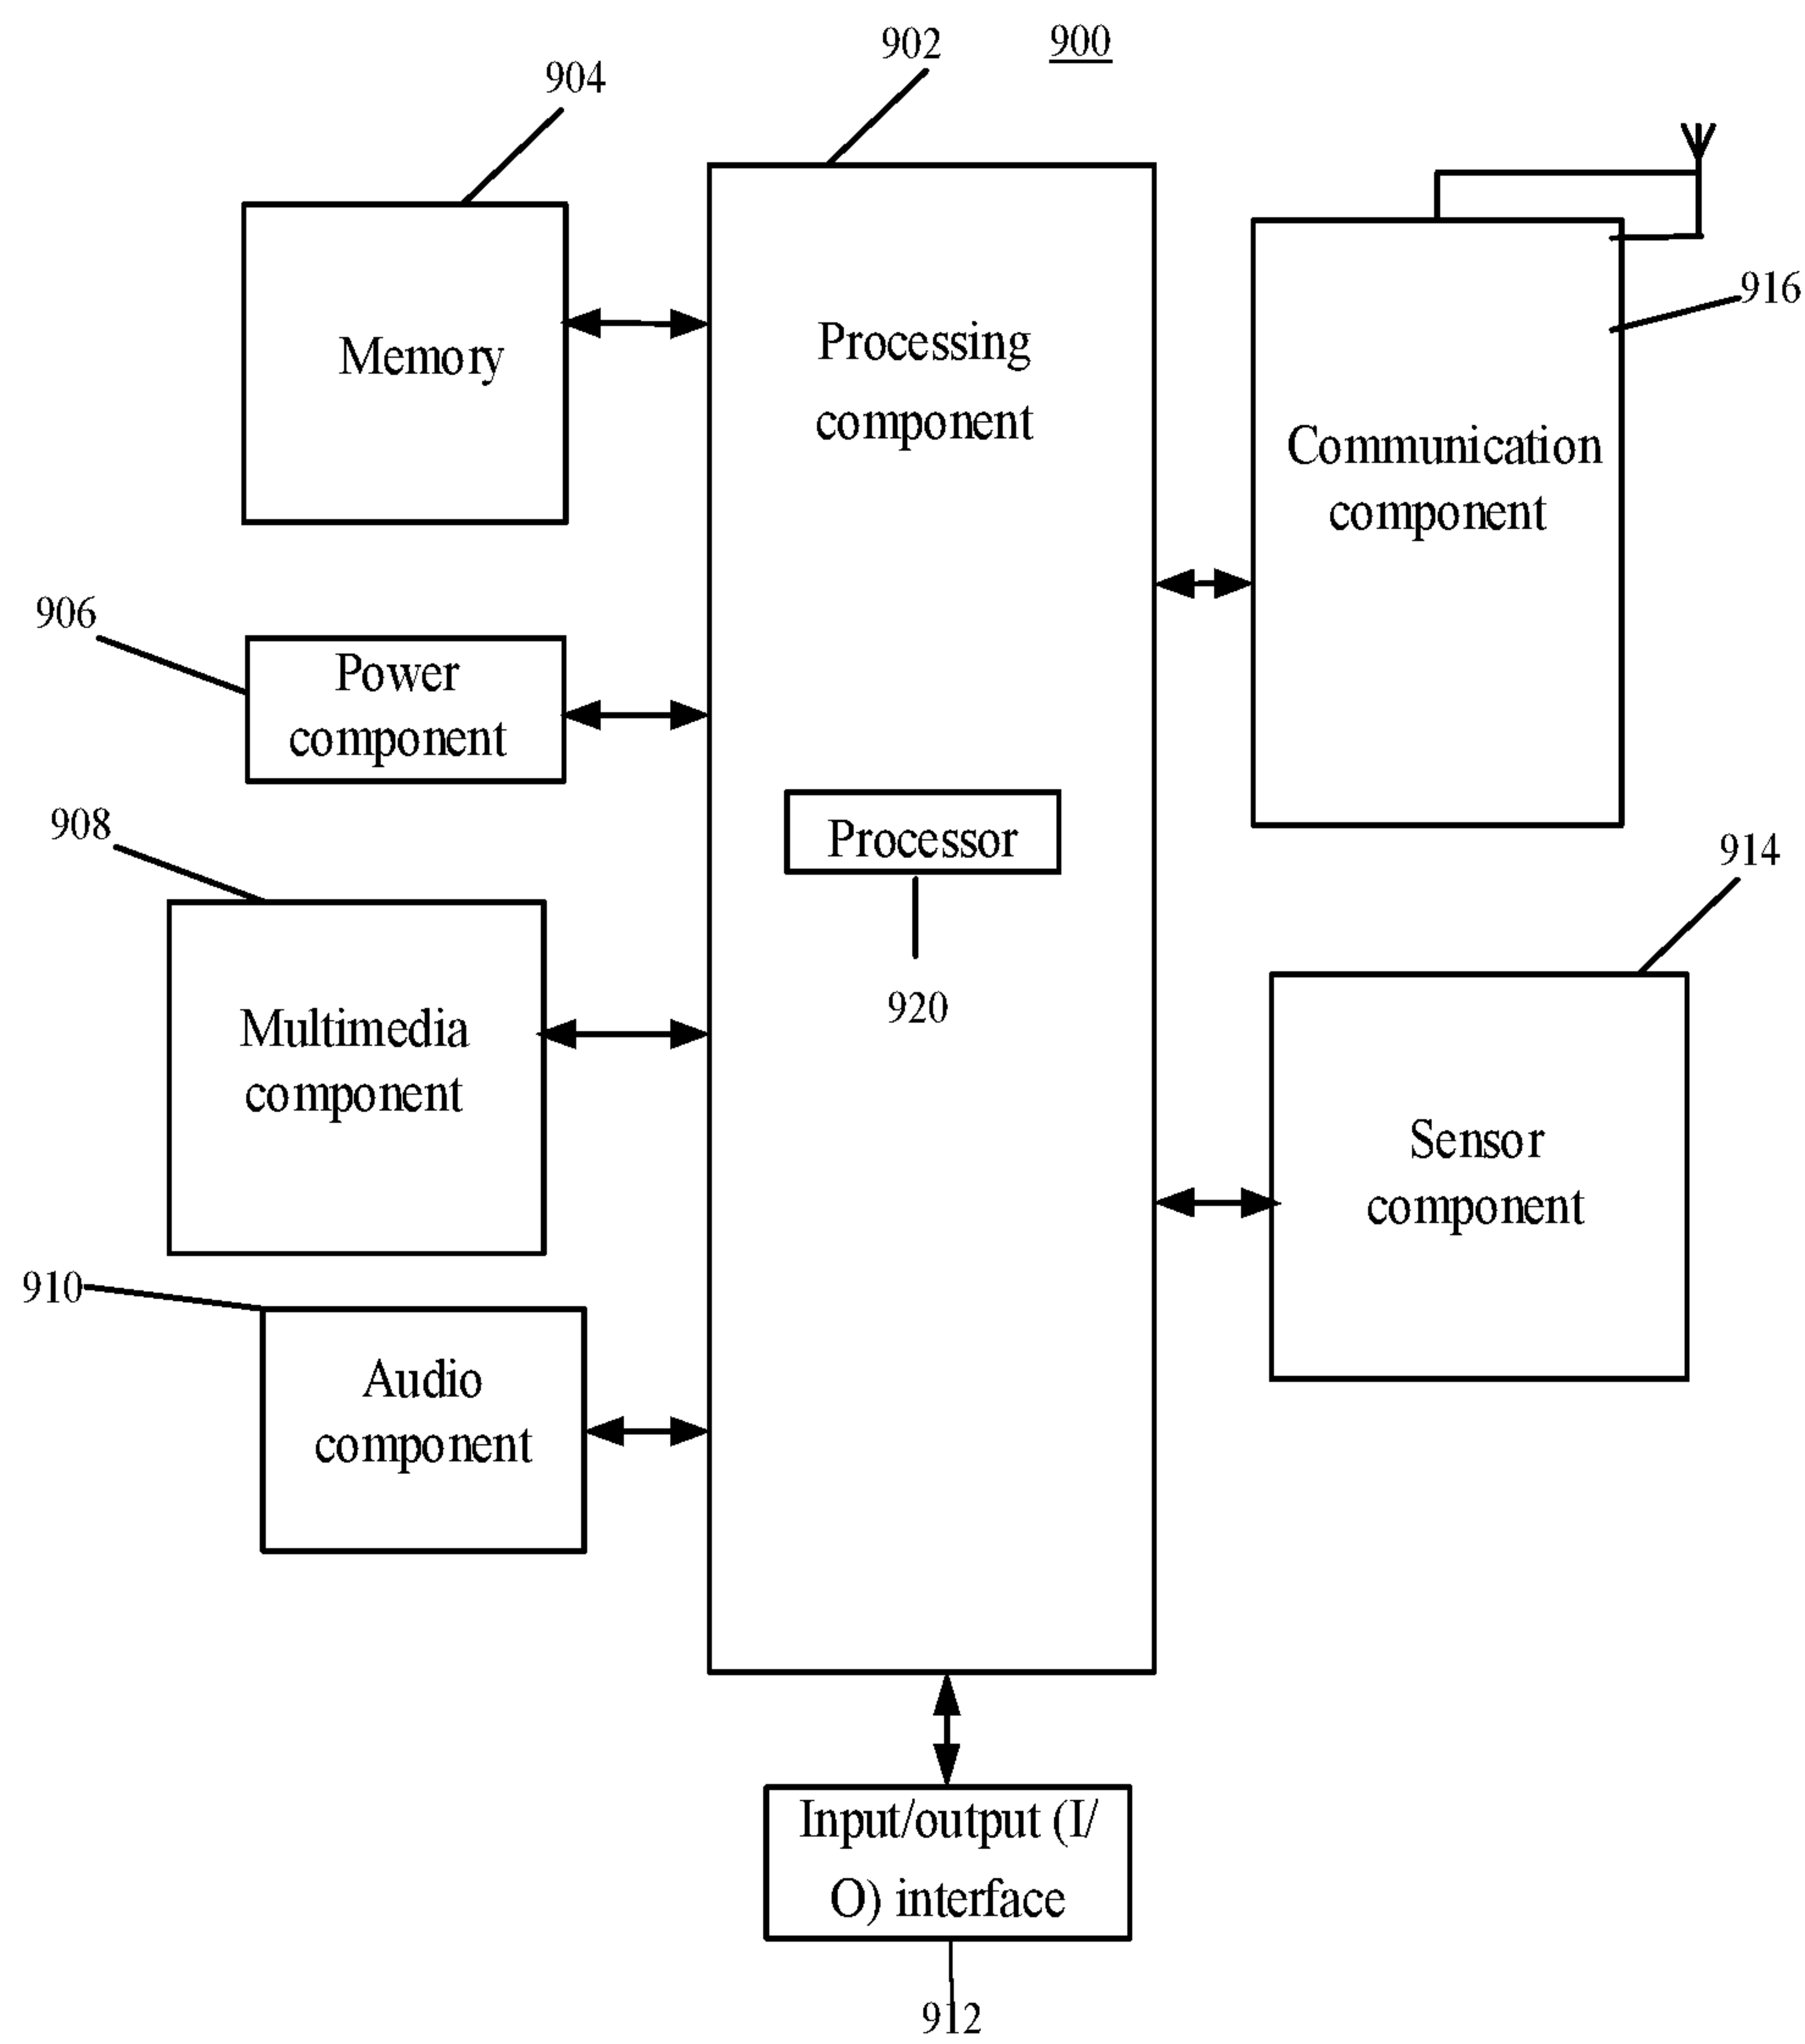 902
900
904
916
Memory
Processing
component
Communication
component
906
Power
component
908
Processor
914
920
Multimedia
component
Sensor
component
910
Audio
component
Input/output (I/
O) interface
912